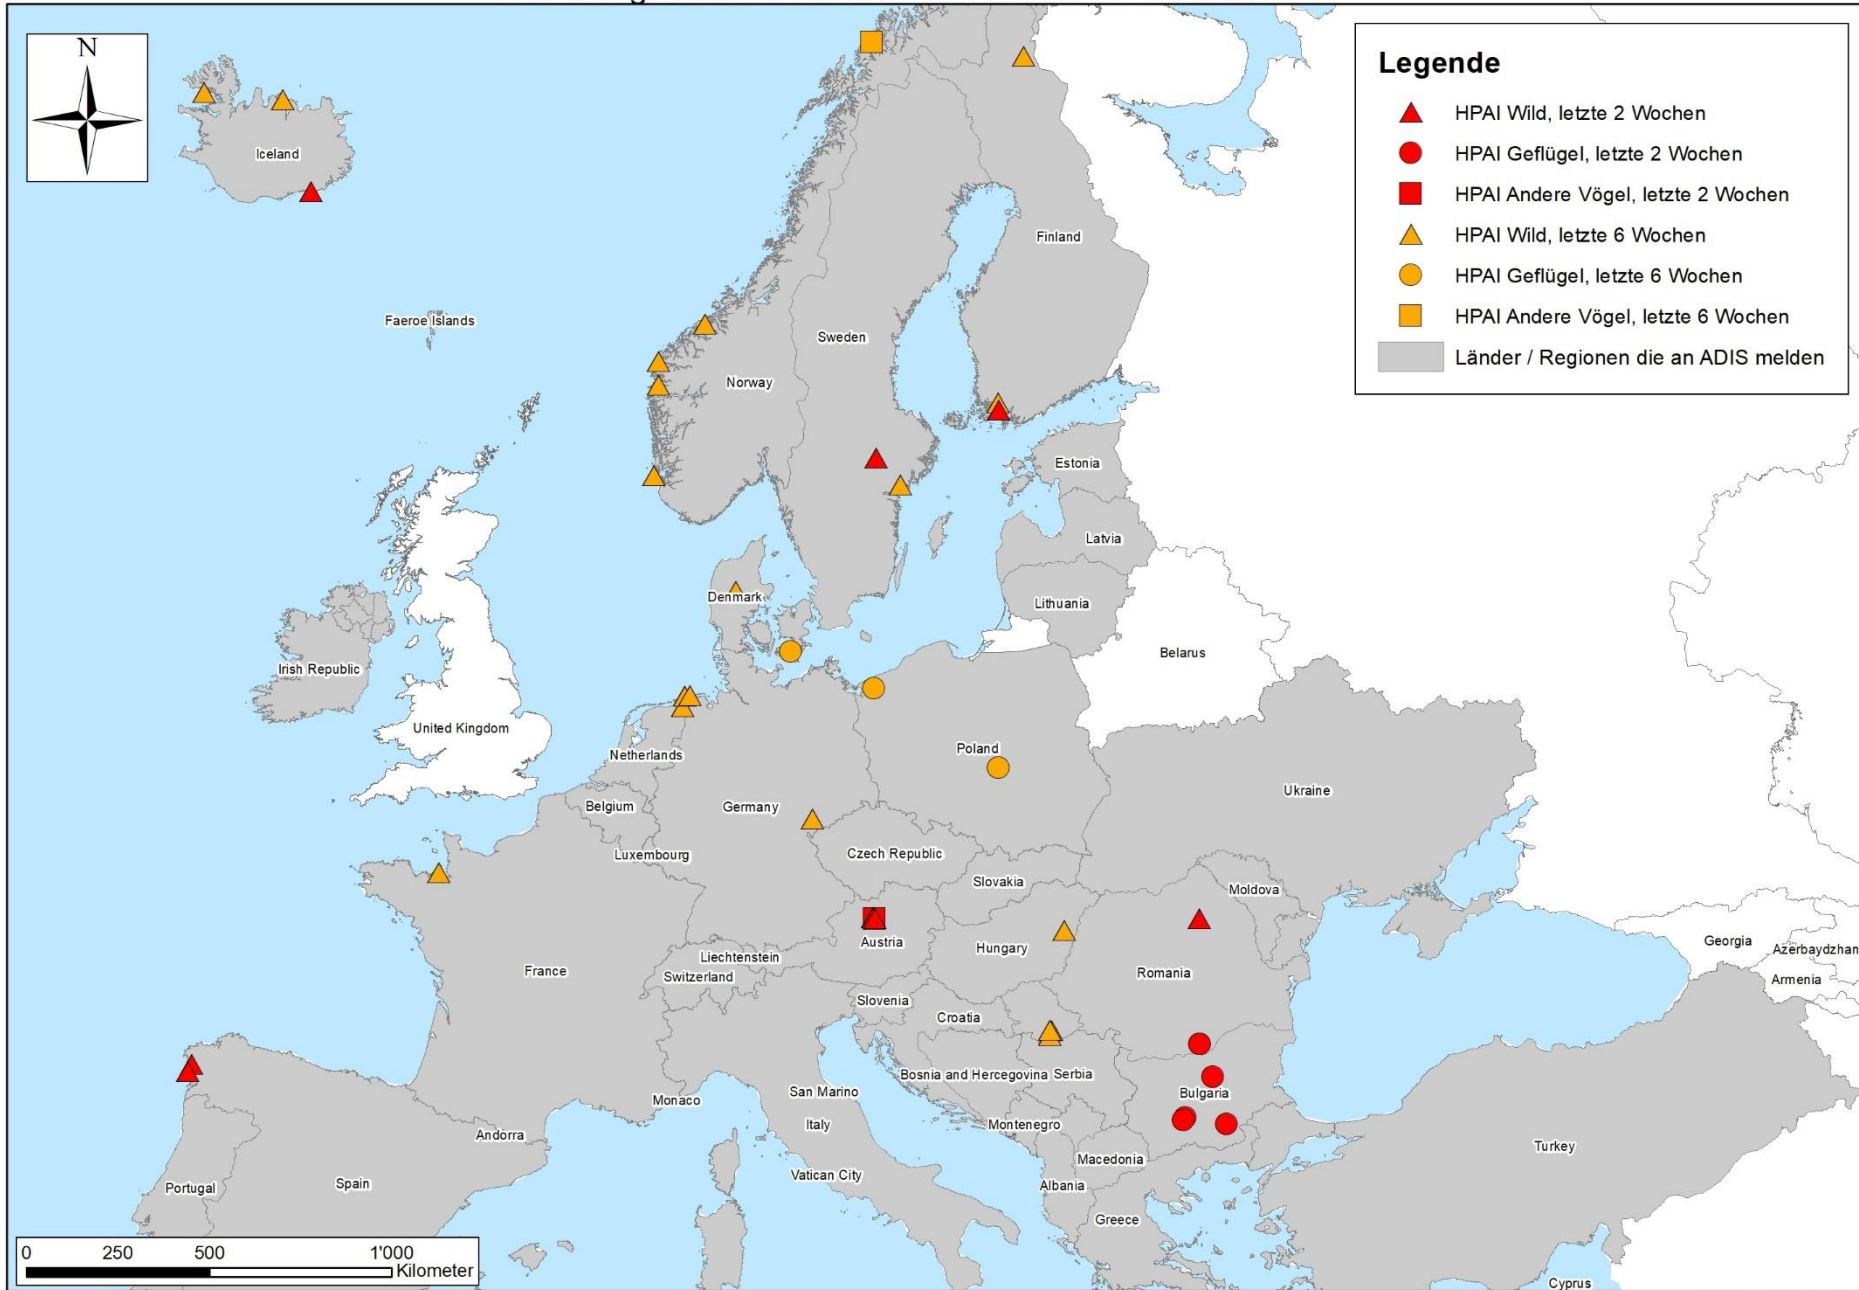 N
Legende
HPAI Wild, letzte 2 Wochen
HPAI Geflügel, letzte 2 Wochen
HPAI Andere Vögel, letzte 2 Wochen
HPAI Wild, letzte 6 Wochen
HPAI Geflügel, letzte 6 Wochen
HPAI Andere Vögel, letzte 6 Wochen
Länder / Regionen die an ADIS melden
Iceland
Finland
Faeroe Islands
Sweden
Norway
Estonia
Latvia
Denmark
Lithuania
Belarus
Irish Republic
United Kingdom
Netherlands
Poland
Ukraine
Belgium
Germany
Luxembourg
Czech Republic
Slovakia
Moldova
Austria
Hungary
Georgia
Azerbaydzhan
Liechtenstein
France
Switzerland
Romania
Armenia
Slovenia
Croatia
Bosnia and Hercegovina
Serbia
San Marino
Bulgaria
Monaco
Italy
Montenegro
Andorra
Turkey
Macedonia
Vatican City
Spain
Portugal
Albania
Greece
0 250 500 1'000
Kilometer
Cyprus